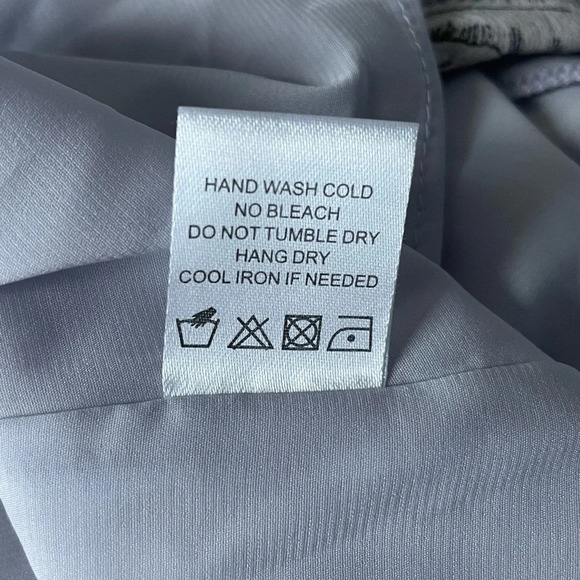 HAND WASH COLD
NO BLEACH
DO NOT TUMBLE DRY
HANG DRY
COOL IRON IF NEEDED